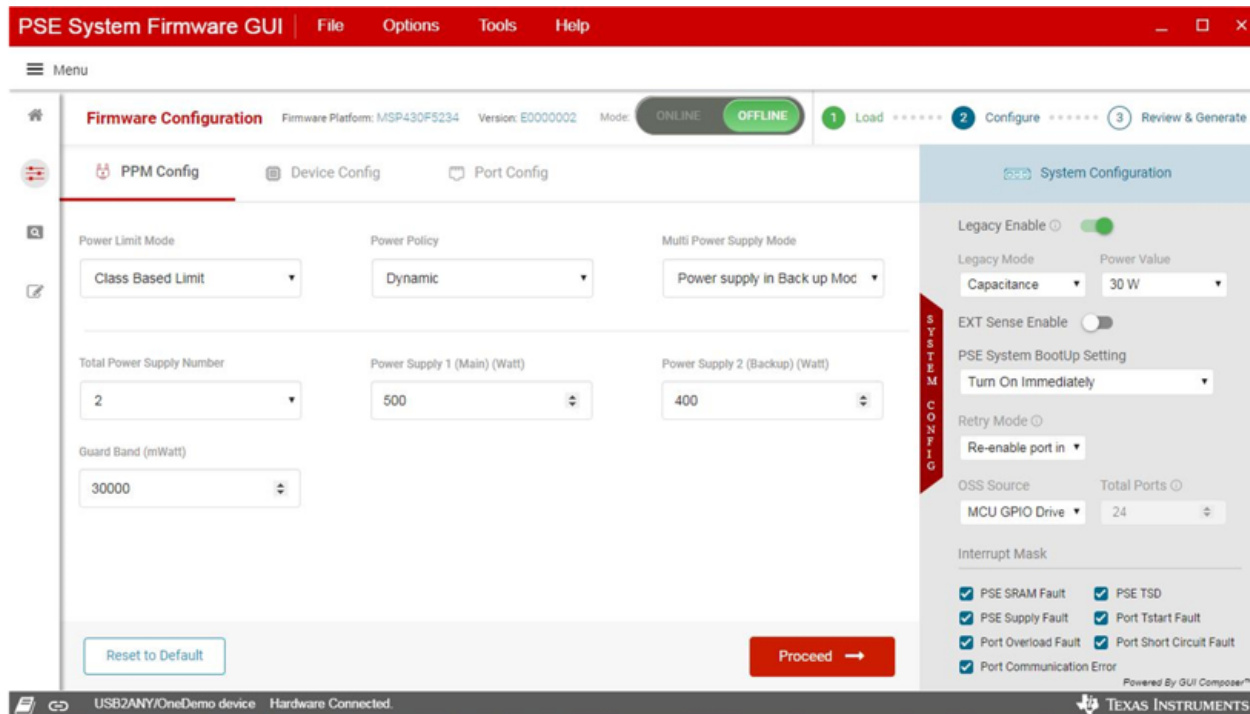 PSE System Firmware GUI File Options Tools Help
Menu
Firmware Configuration Firmware Platform: MSP430F5234 Version: E0000002 Mode: ONLINE OFFLINE 1 Load 2 Configure 3 Review & Generate
PPM Config Device Config Port Config
System Configuration
Power Limit Mode Power Policy Multi Power Supply Mode
Class Based Limit Dynamic Power supply in Back up Moc
Total Power Supply Number Power Supply 1 (Main) (Watt) Power Supply 2 (Backup) (Watt)
2 500 400
Guard Band (mWatt)
30000
Reset to Default Proceed
SYSTEM CONFIG
Legacy Enable
Legacy Mode Power Value
Capacitance 30 W
EXT Sense Enable
PSE System BootUp Setting
Turn On Immediately
Retry Mode
Re-enable port in
OSS Source Total Ports
MCU GPIO Drive 24
Interrupt Mask
PSE SRAM Fault PSE TSD
PSE Supply Fault Port Tstart Fault
Port Overload Fault Port Short Circuit Fault
Port Communication Error
Powered By GUI Composer™
USB2ANY/OneDemo device Hardware Connected. TEXAS INSTRUMENTS